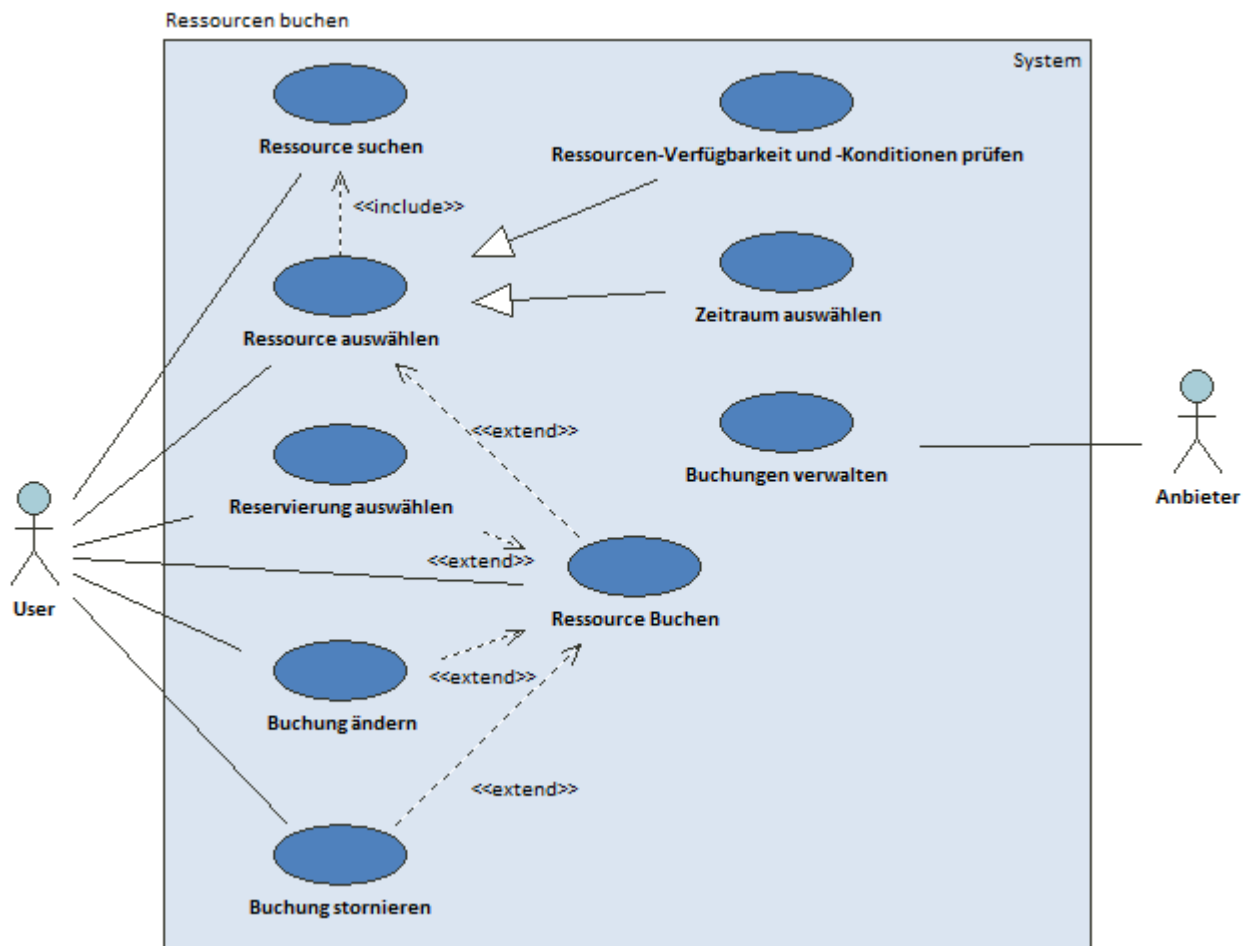 Ressourcen buchen
System
Ressource suchen
Ressourcen-Verfügbarkeit und -Konditionen prüfen
<<include>>
Ressource auswählen
Zeitraum auswählen
<<extend>>
Reservierung auswählen
Buchungen verwalten
Anbieter
<<extend>>
User
Ressource Buchen
<<extend>>
Buchung ändern
<<extend>>
Buchung stornieren